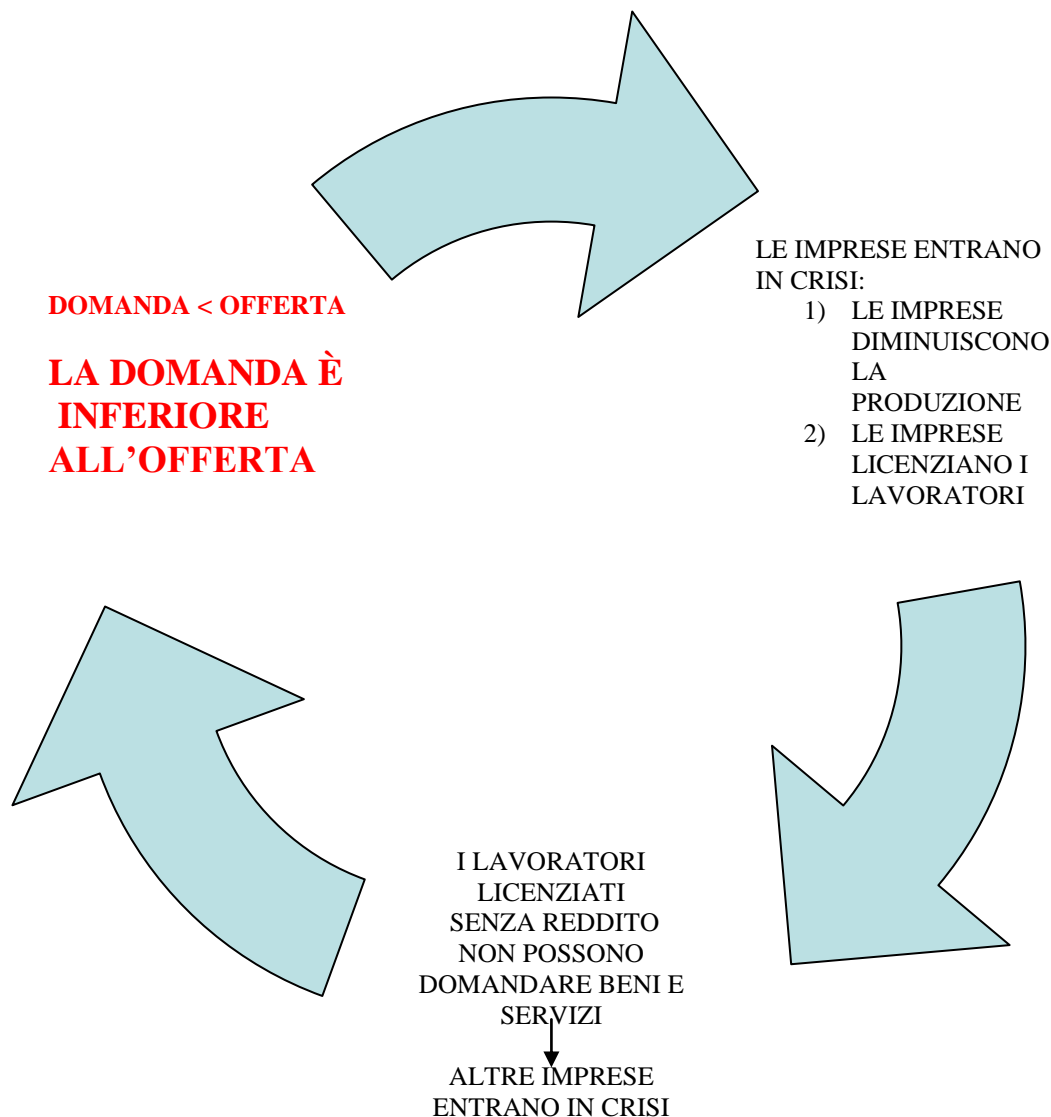 DOMANDA < OFFERTA
LA DOMANDA È
INFERIORE
ALL’OFFERTA
LE IMPRESE ENTRANO
IN CRISI:
1) LE IMPRESE
DIMINUISCONO
LA
PRODUZIONE
2) LE IMPRESE
LICENZIANO I
LAVORATORI
I LAVORATORI
LICENZIATI
SENZA REDDITO
NON POSSONO
DOMANDARE BENI E
SERVIZI
ALTRE IMPRESE
ENTRANO IN CRISI